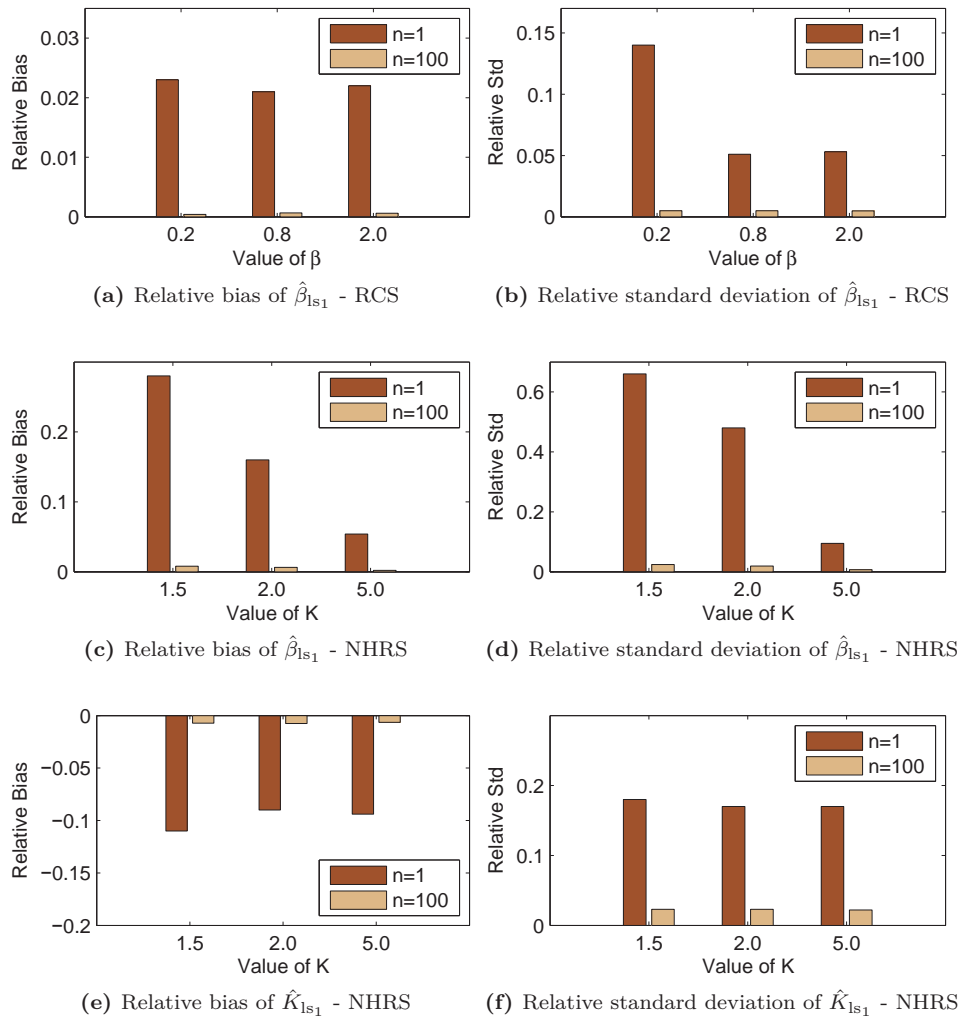 Relative Bias
0.03
0.02
0.01
0
n=1
n=100
0.2 0.8 2.0
Value of β
(a) Relative bias of β̂ls₁ - RCS
Relative Std
0.15
0.1
0.05
0
n=1
n=100
0.2 0.8 2.0
Value of β
(b) Relative standard deviation of β̂ls₁ - RCS
Relative Bias
0.2
0.1
0
n=1
n=100
1.5 2.0 5.0
Value of K
(c) Relative bias of β̂ls₁ - NHRS
Relative Std
0.6
0.4
0.2
0
n=1
n=100
1.5 2.0 5.0
Value of K
(d) Relative standard deviation of β̂ls₁ - NHRS
Relative Bias
0
−0.05
−0.1
−0.15
−0.2
n=1
n=100
1.5 2.0 5.0
Value of K
(e) Relative bias of K̂ls₁ - NHRS
Relative Std
0.2
0.1
0
n=1
n=100
1.5 2.0 5.0
Value of K
(f) Relative standard deviation of K̂ls₁ - NHRS